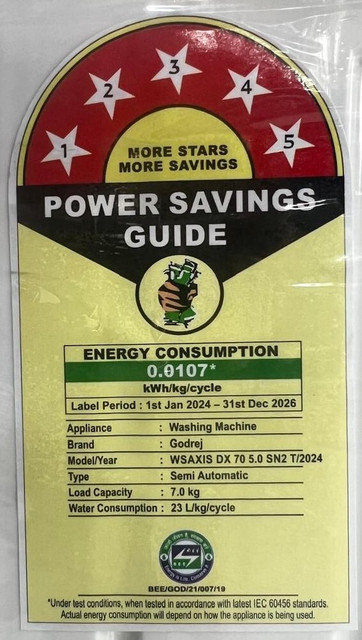 1 2 3 4 5
MORE STARS
MORE SAVINGS
POWER SAVINGS
GUIDE
ENERGY CONSUMPTION
0.0107*
kWh/kg/cycle
Label Period : 1st Jan 2024 – 31st Dec 2026
Appliance : Washing Machine
Brand : Godrej
Model/Year : WSAXIS DX 70 5.0 SN2 T/2024
Type : Semi Automatic
Load Capacity : 7.0 kg
Water Consumption : 23 L/kg/cycle
BEE/GOD/21/007/19
*Under test conditions, when tested in accordance with latest IEC 60456 standards.
Actual energy consumption will depend on how the appliance is being used.